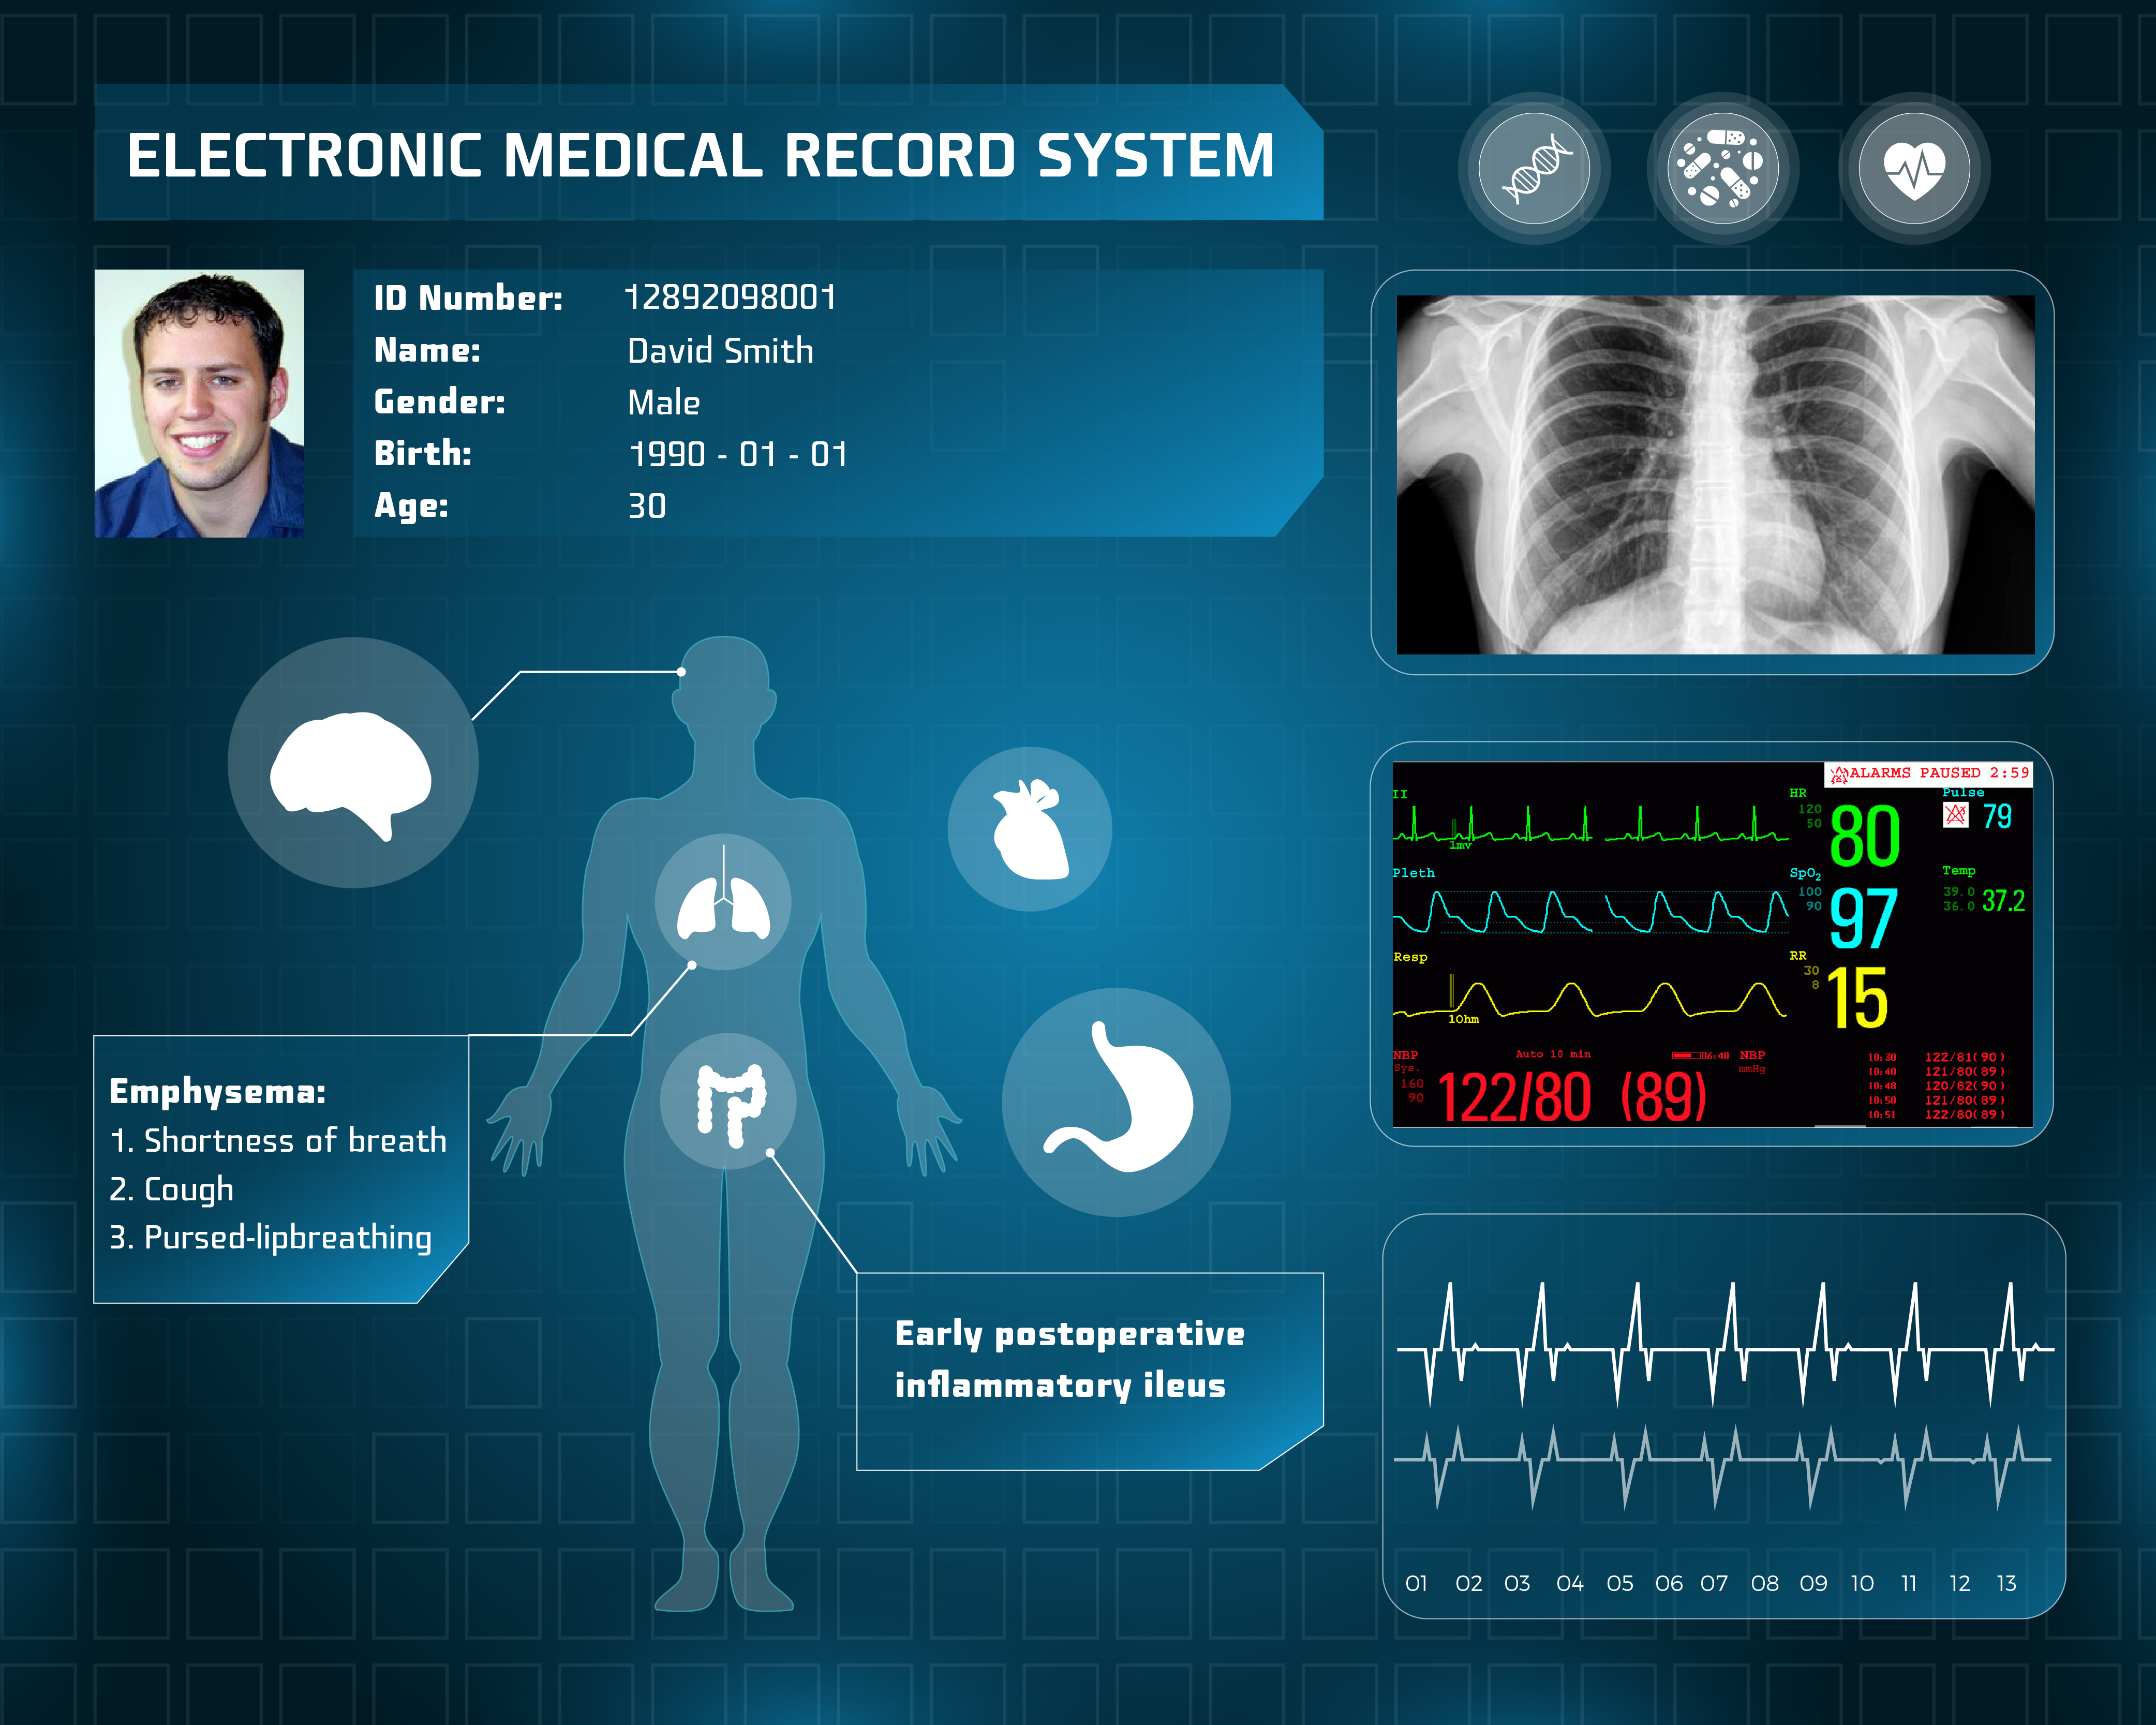 ELECTRONIC MEDICAL RECORD SYSTEM
ID Number: 12892098001
Name: David Smith
Gender: Male
Birth: 1990 - 01 - 01
Age: 30
Emphysema:
1. Shortness of breath
2. Cough
3. Pursed-lipbreathing
Early postoperative
inflammatory ileus
ALARMS PAUSED 2:59
II
1mv
HR
120
50
80
Pulse
79
Pleth
SpO2
100
90
97
Temp
39.0
36.0
37.2
Resp
10hm
RR
30
8
15
NBP
Sys.
160
90
Auto 10 min
06:40
NBP
mmHg
122/80 (89)
10:30 122/81(90)
10:40 121/80(89)
10:48 120/82(90)
10:50 121/80(89)
10:51 122/80(89)
01 02 03 04 05 06 07 08 09 10 11 12 13